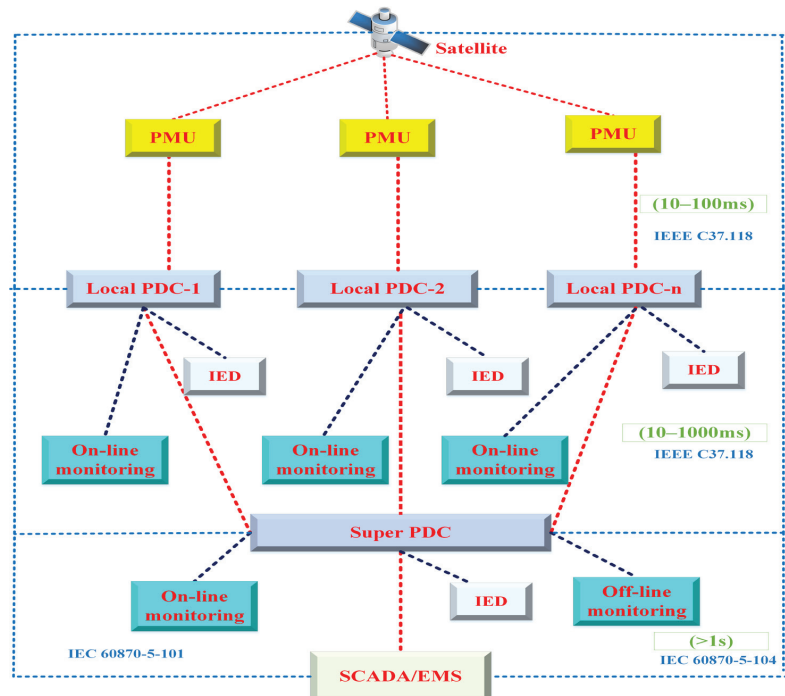 Satellite
PMU
PMU
PMU
(10–100ms)
IEEE C37.118
Local PDC-1
Local PDC-2
Local PDC-n
IED
IED
IED
On-line
monitoring
On-line
monitoring
On-line
monitoring
(10–1000ms)
IEEE C37.118
Super PDC
On-line
monitoring
IED
Off-line
monitoring
(>1s)
IEC 60870-5-101
IEC 60870-5-104
SCADA/EMS